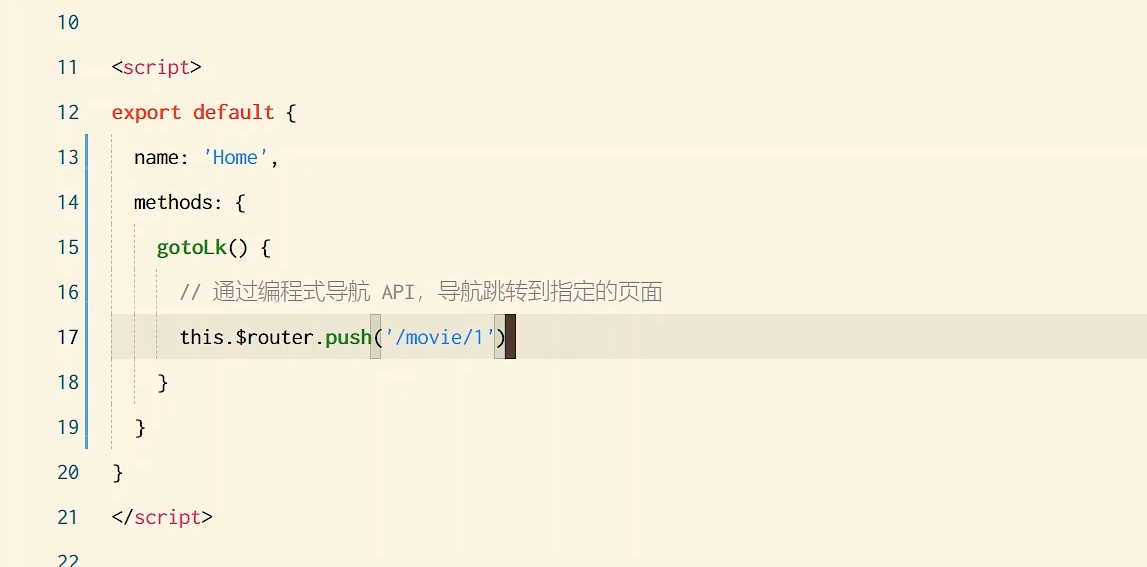 10
11 <script>
12 export default {
13 name: 'Home',
14 methods: {
15 gotoLk() {
16 // 通过编程式导航 API，导航跳转到指定的页面
17 this.$router.push('/movie/1')
18 }
19 }
20 }
21 </script>
22